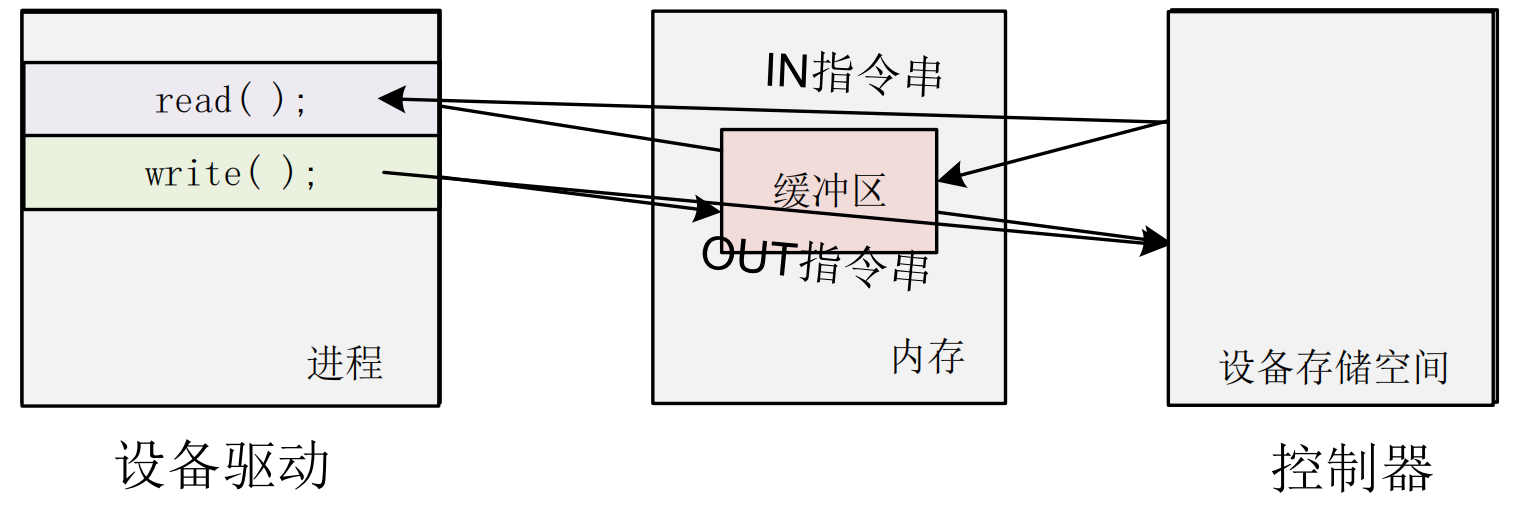 read( );
write( );
进程
设备驱动
IN指令串
缓冲区
OUT指令串
内存
设备存储空间
控制器